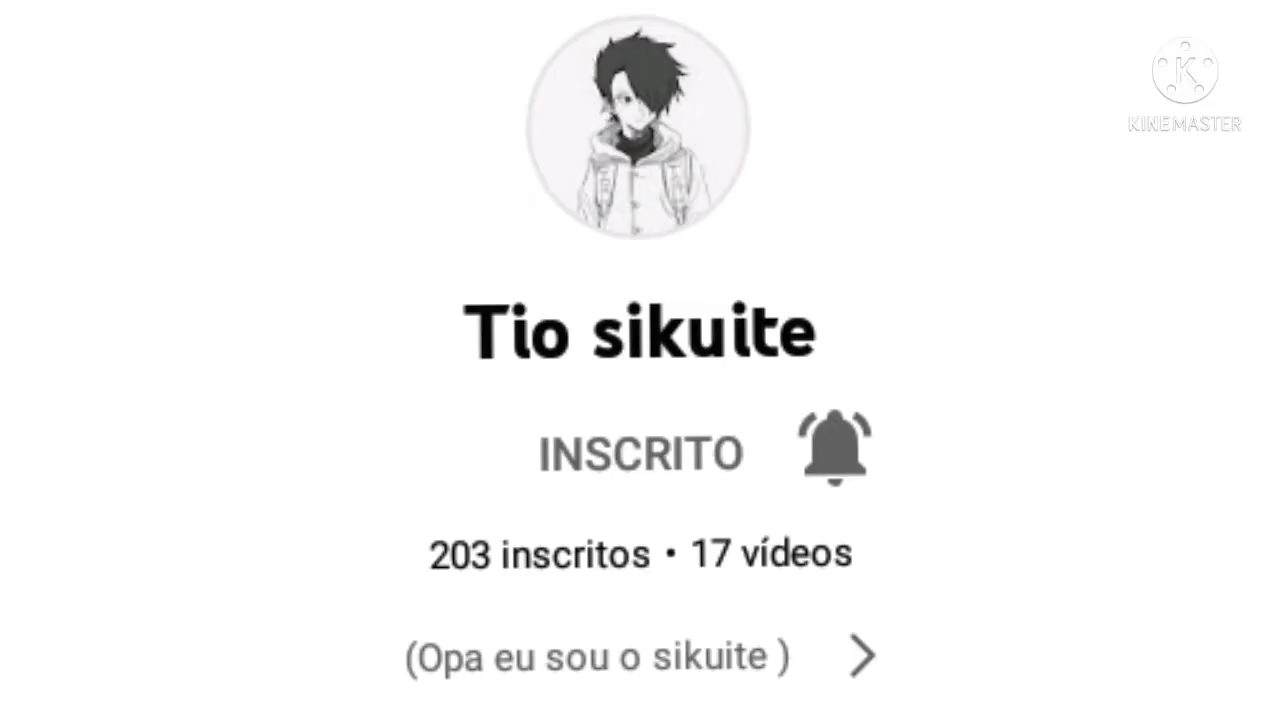 KINEMASTER
Tio sikuite
INSCRITO
203 inscritos • 17 vídeos
(Opa eu sou o sikuite )